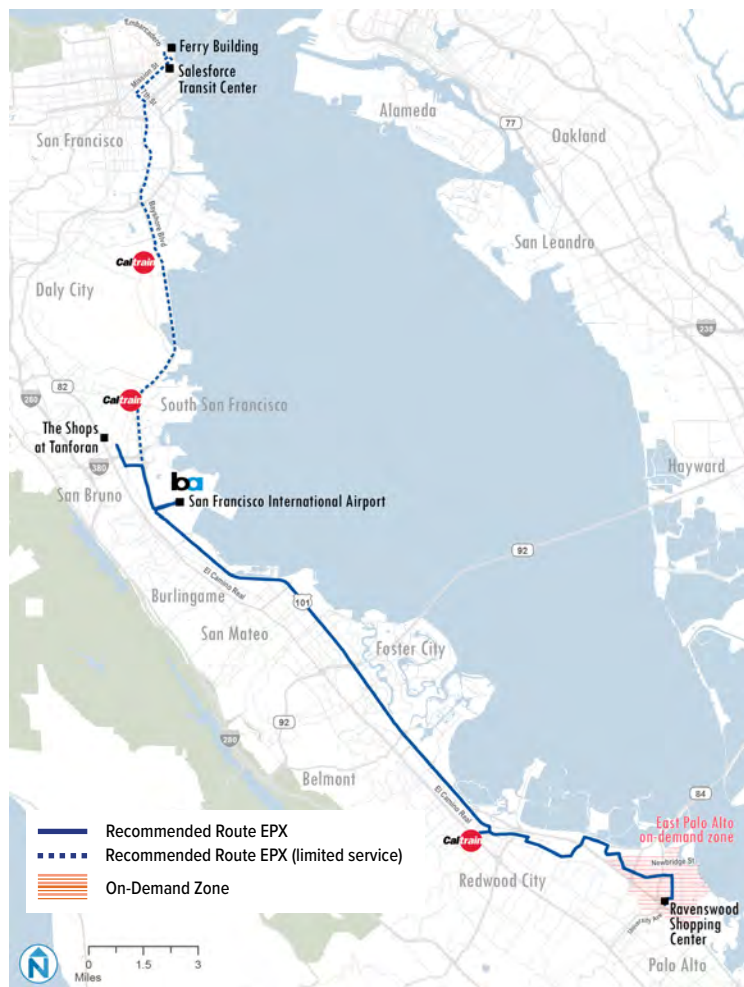 Embarcadero
Ferry Building
Mission St
Salesforce
Transit Center
7th St
San Francisco
Alameda
77
Oakland
San Leandro
Bayshore Blvd
Caltrain
Daly City
238
82
280
Caltrain
South San Francisco
The Shops
at Tanforan
380
Hayward
San Bruno
ba
San Francisco International Airport
92
El Camino Real
Burlingame
101
San Mateo
Foster City
92
280
Belmont
El Camino Real
84
East Palo Alto
on-demand zone
Caltrain
Newbridge St
Redwood City
University Ave
Ravenswood
Shopping
Center
Palo Alto
Recommended Route EPX
Recommended Route EPX (limited service)
On-Demand Zone
N
0 1.5 3
Miles